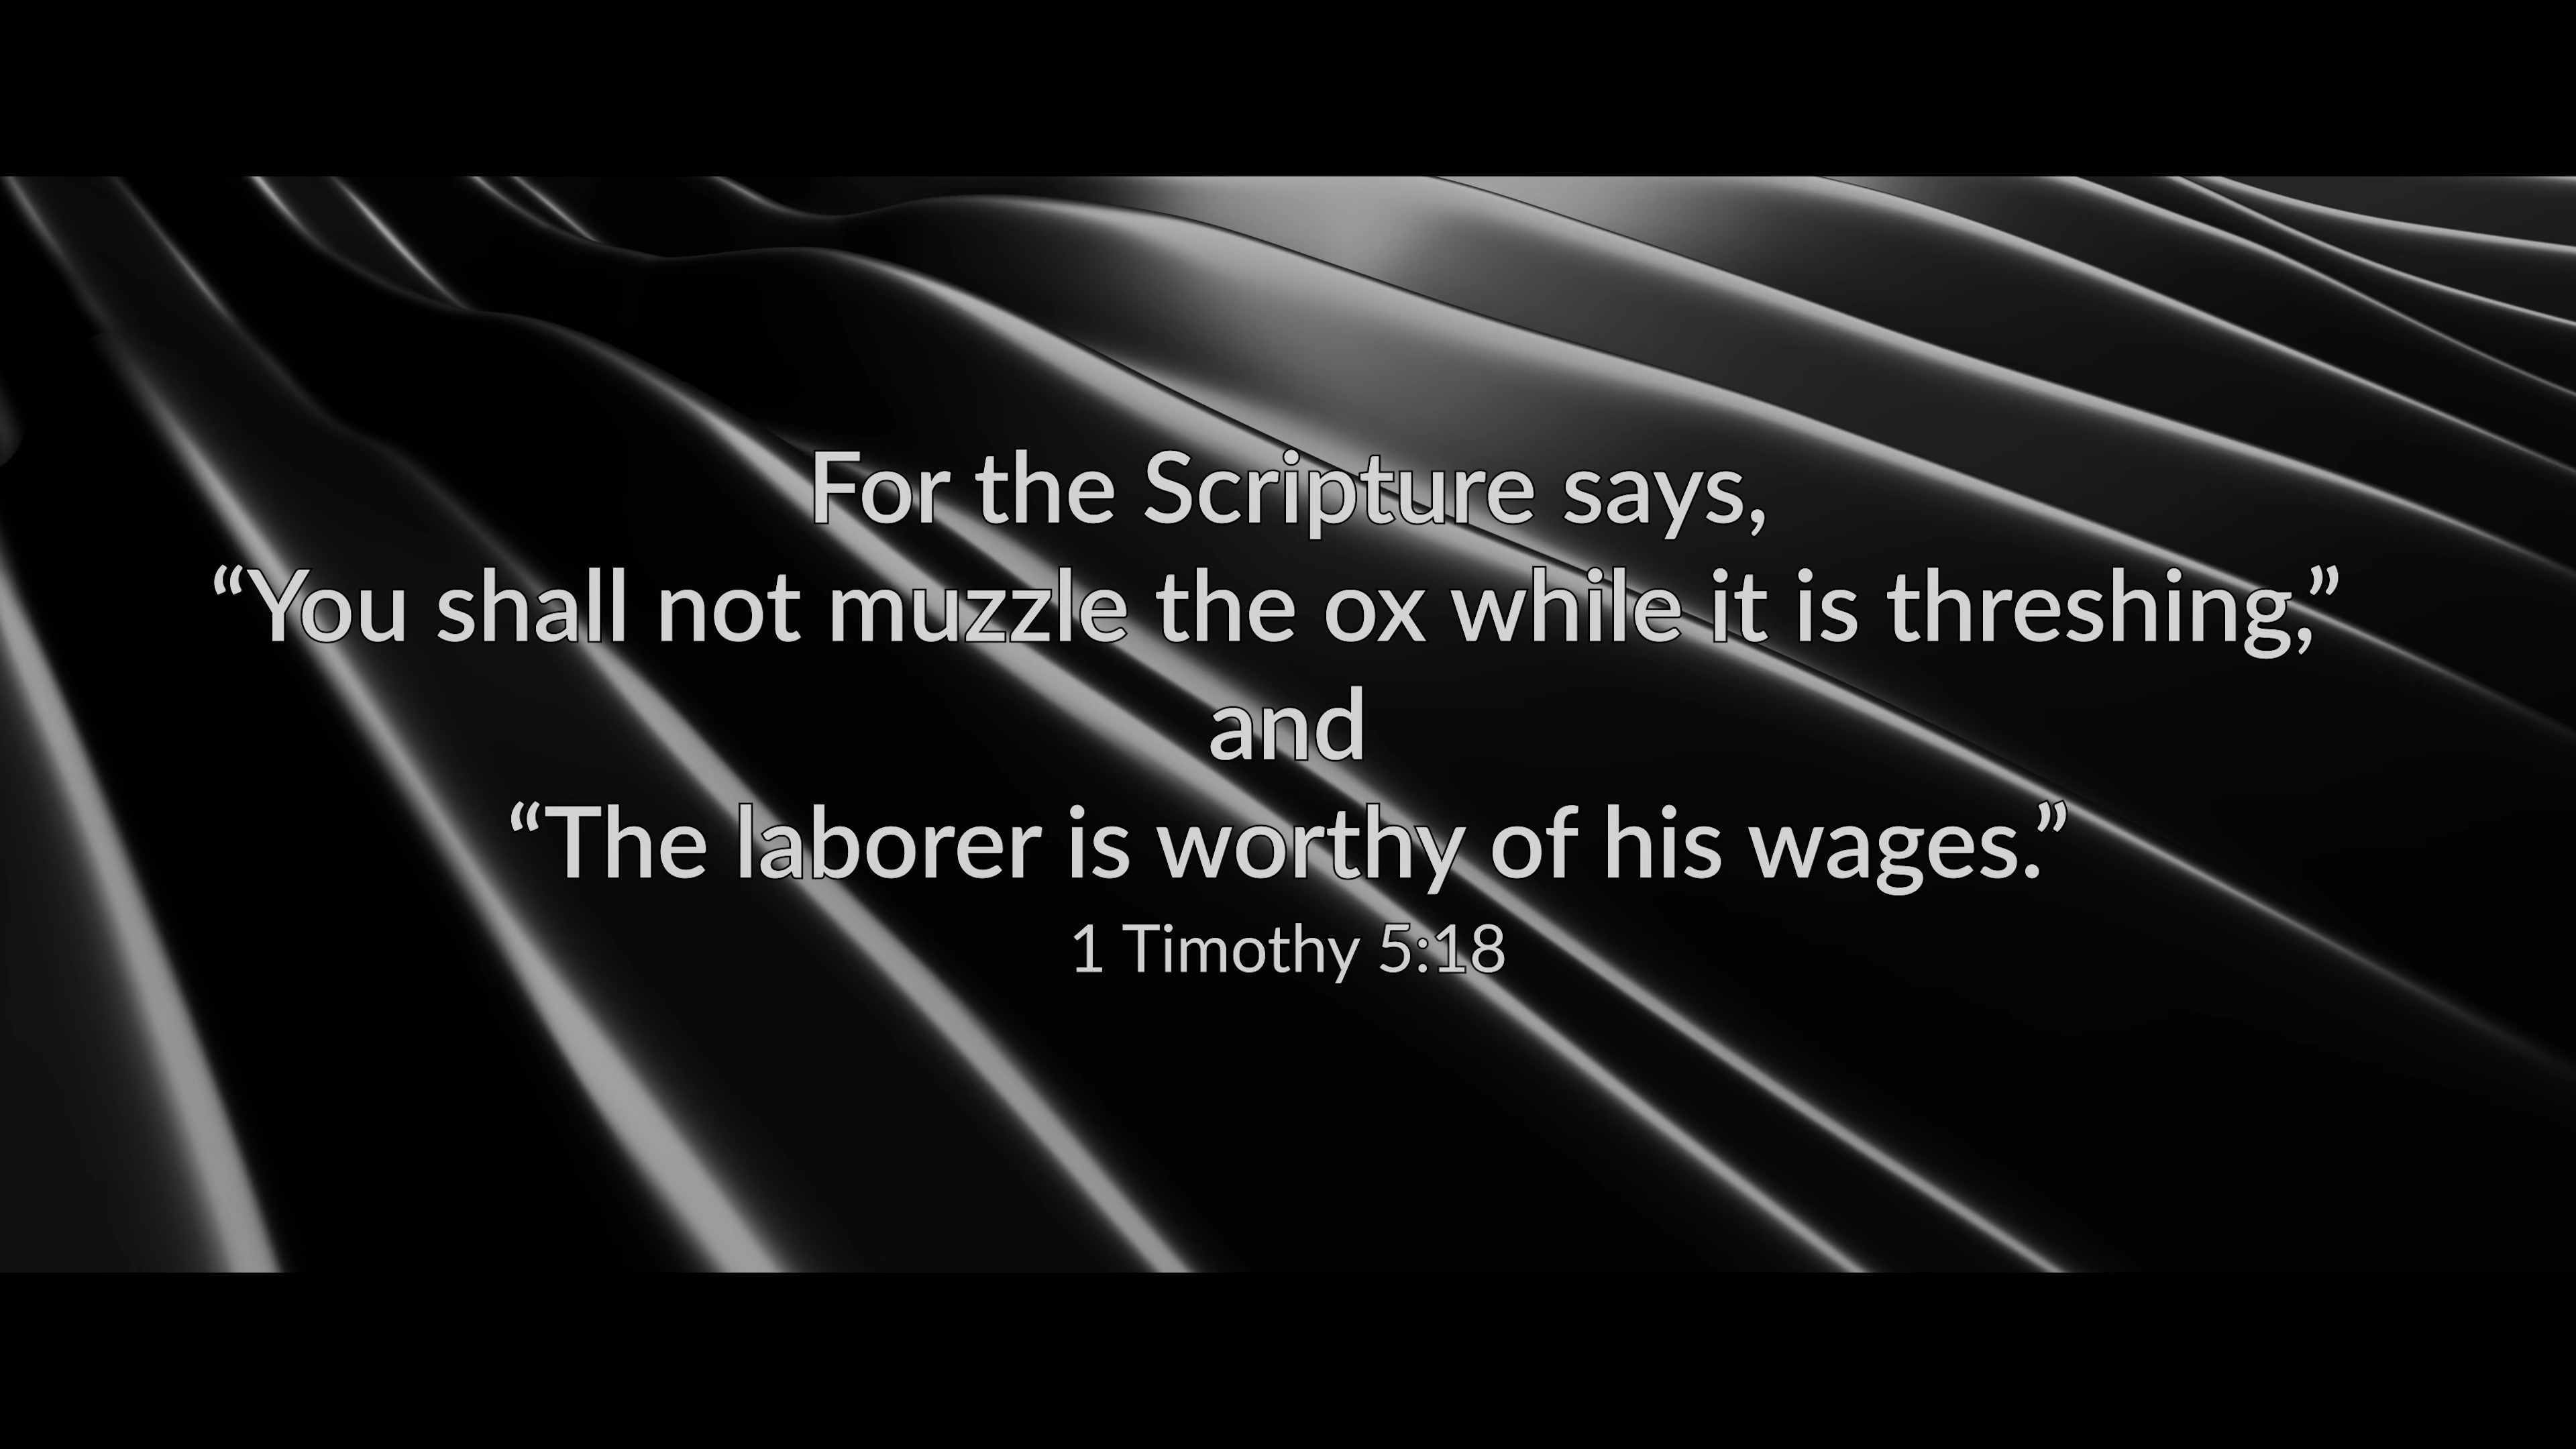 For the Scripture says,
“You shall not muzzle the ox while it is threshing,”
and
“The laborer is worthy of his wages.”
1 Timothy 5:18